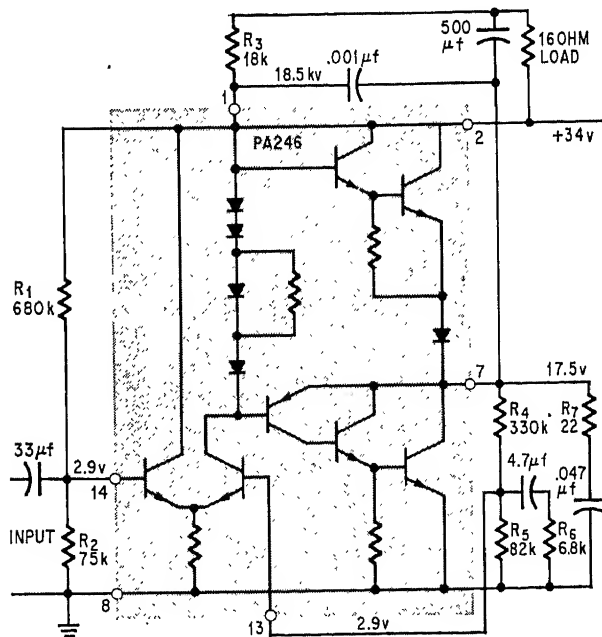 500
μf
16 OHM
LOAD
R3
18k
18.5kv
.001μf
1
PA246
2
+34v
R1
680k
7
17.5v
R4
330k
R7
22
33μf
2.9v
14
4.7μf
.047
μf
INPUT
R2
75k
R5
82k
R6
6.8k
8
13
2.9v